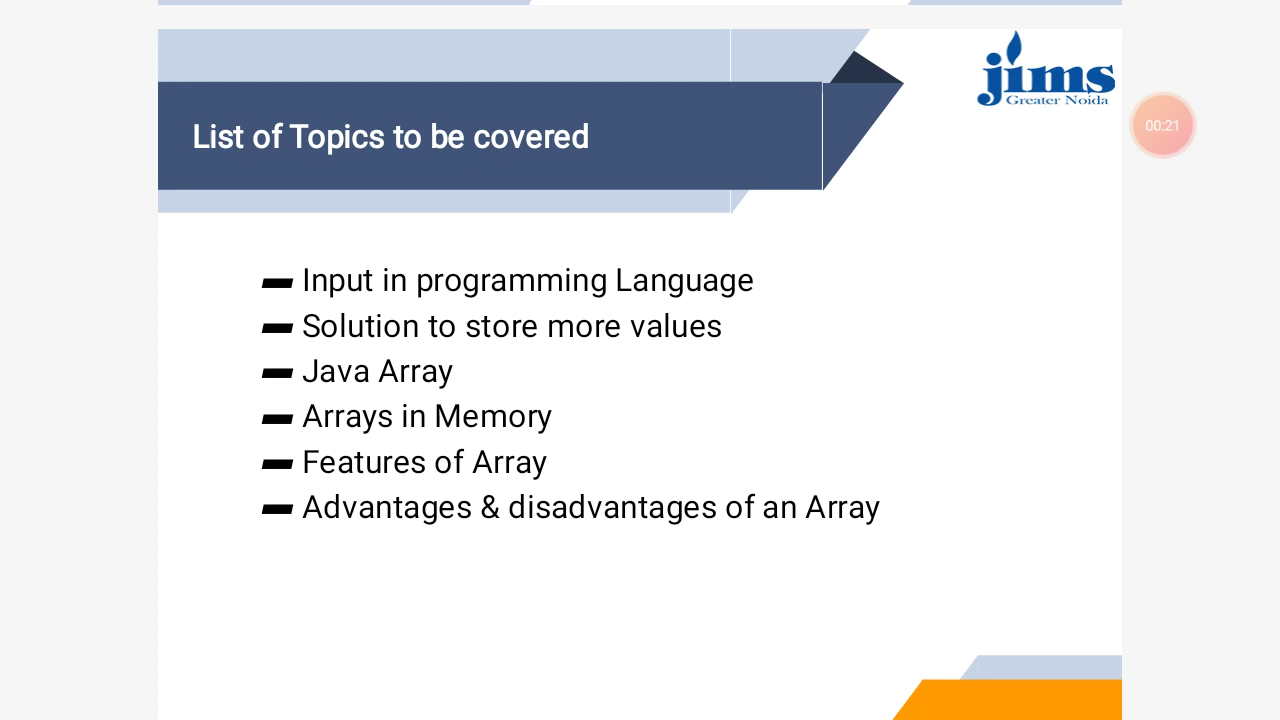 jims
Greater Noida
00:21
List of Topics to be covered
Input in programming Language
Solution to store more values
Java Array
Arrays in Memory
Features of Array
Advantages & disadvantages of an Array